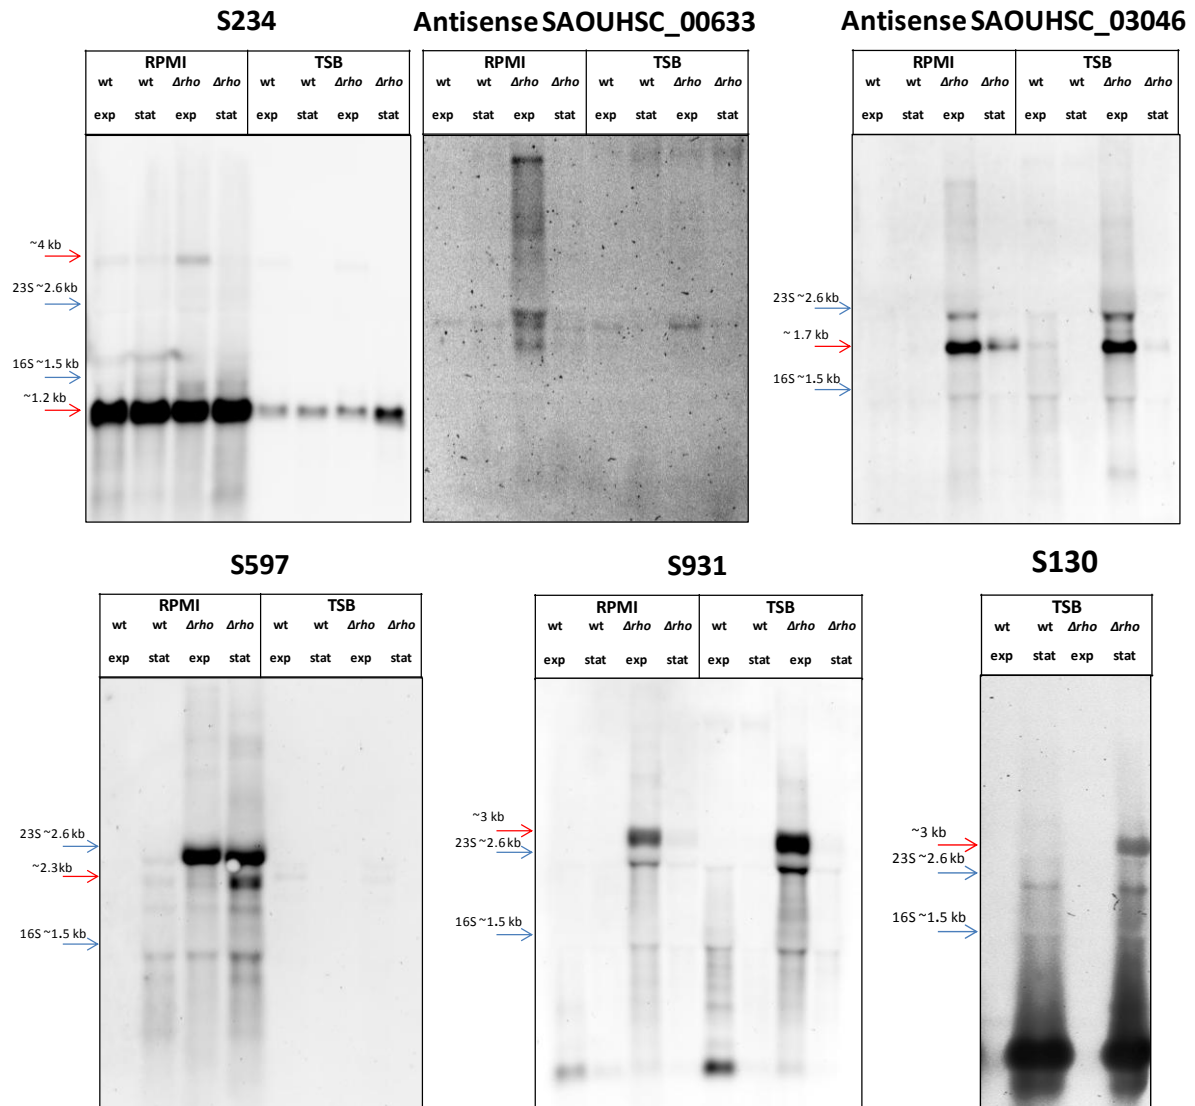 S234
RPMI TSB
wt wt Δrho Δrho wt wt Δrho Δrho
exp stat exp stat exp stat exp stat
~4 kb
23S ~2.6 kb
16S ~1.5 kb
~1.2 kb
Antisense SAOUHSC_00633
RPMI TSB
wt wt Δrho Δrho wt wt Δrho Δrho
exp stat exp stat exp stat exp stat
Antisense SAOUHSC_03046
RPMI TSB
wt wt Δrho Δrho wt wt Δrho Δrho
exp stat exp stat exp stat exp stat
23S ~2.6 kb
~ 1.7 kb
16S ~1.5 kb
S597
RPMI TSB
wt wt Δrho Δrho wt wt Δrho Δrho
exp stat exp stat exp stat exp stat
23S ~2.6 kb
~2.3kb
16S ~1.5 kb
S931
RPMI TSB
wt wt Δrho Δrho wt wt Δrho Δrho
exp stat exp stat exp stat exp stat
~3 kb
23S ~2.6 kb
16S ~1.5 kb
S130
TSB
wt wt Δrho Δrho
exp stat exp stat
~3 kb
23S ~2.6 kb
16S ~1.5 kb